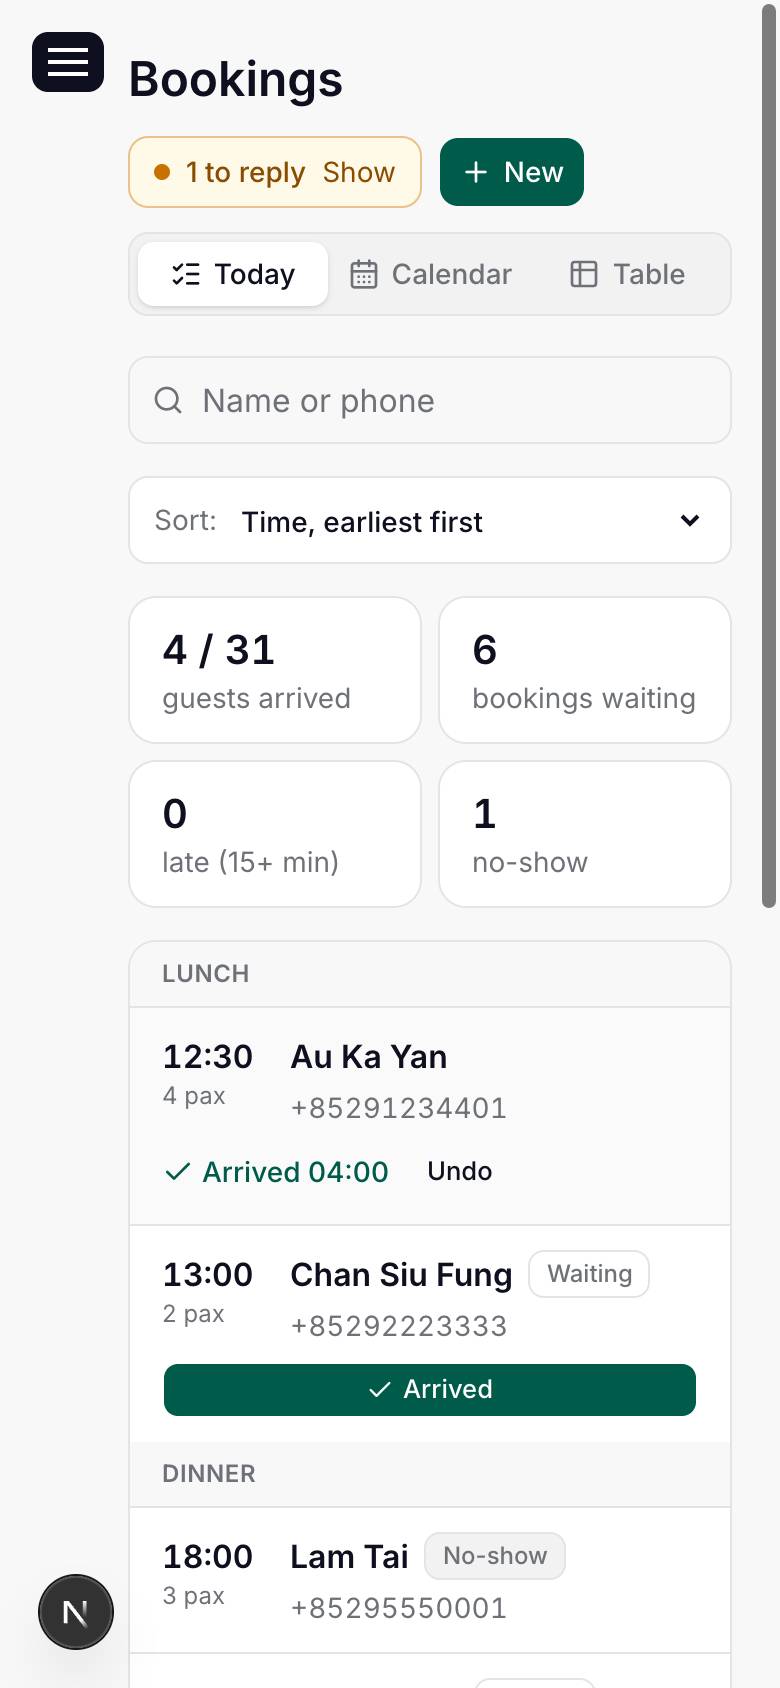 Bookings
1 to reply Show
New
Today Calendar Table
Name or phone
Sort: Time, earliest first
4 / 31
guests arrived
6
bookings waiting
0
late (15+ min)
1
no-show
LUNCH
12:30 Au Ka Yan
4 pax
+85291234401
Arrived 04:00 Undo
13:00 Chan Siu Fung Waiting
2 pax
+85292223333
Arrived
DINNER
18:00 Lam Tai No-show
3 pax
+85295550001
N